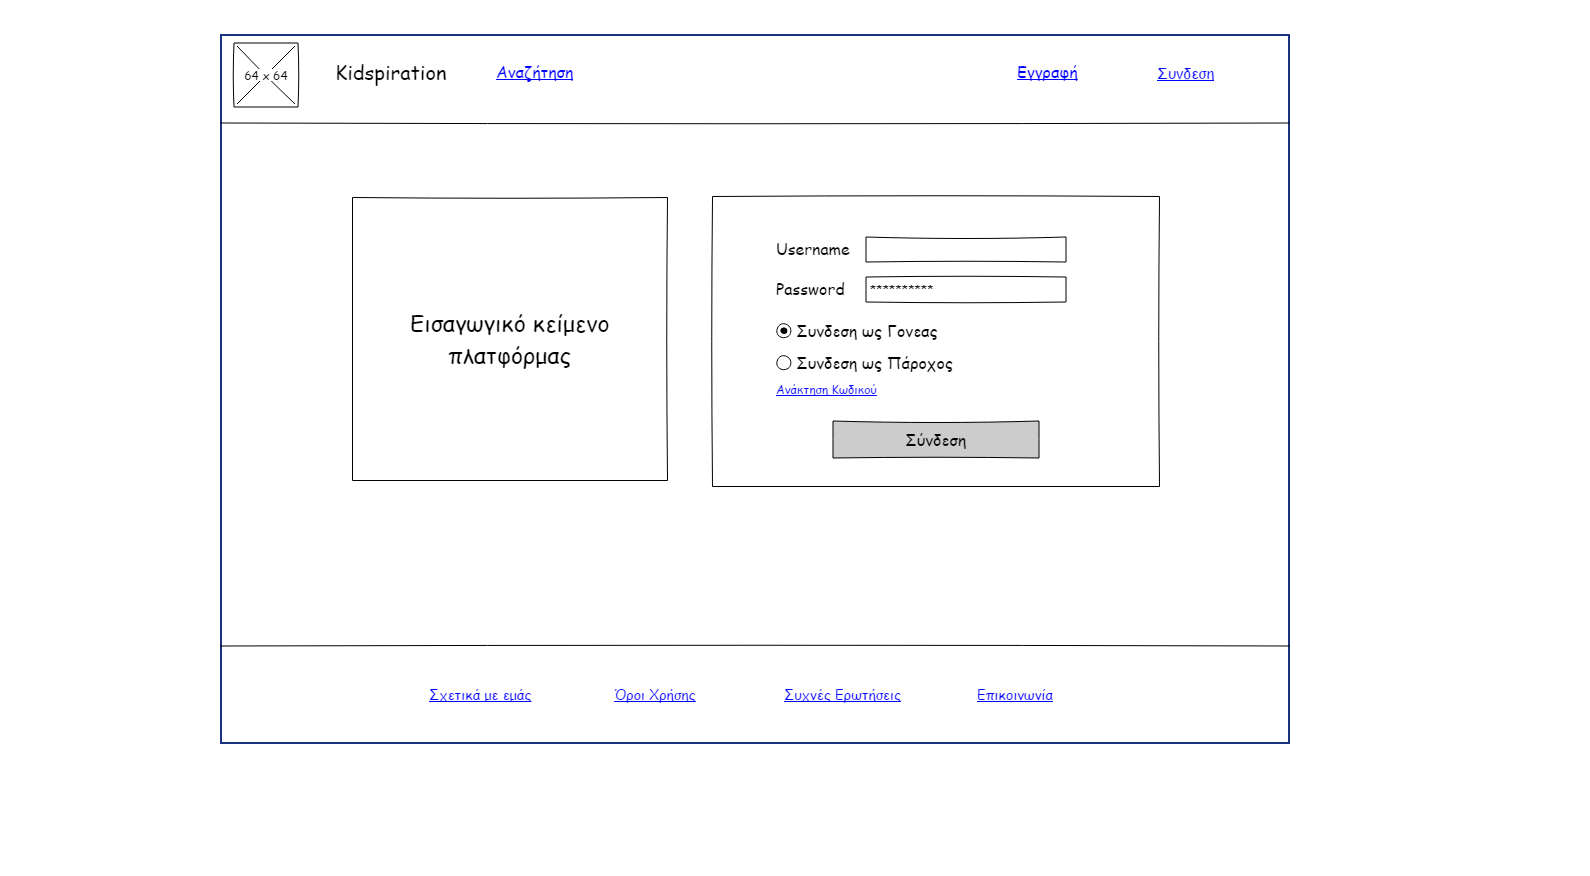 64 x 64
Kidspiration
Αναζήτηση
Εγγραφή
Συνδεση
Εισαγωγικό κείμενο
πλατφόρμας
Username
Password
**********
Συνδεση ως Γονεας
Συνδεση ως Πάροχος
Ανάκτηση Κωδικού
Σύνδεση
Σχετικά με εμάς
Όροι Χρήσης
Συχνές Ερωτήσεις
Επικοινωνία